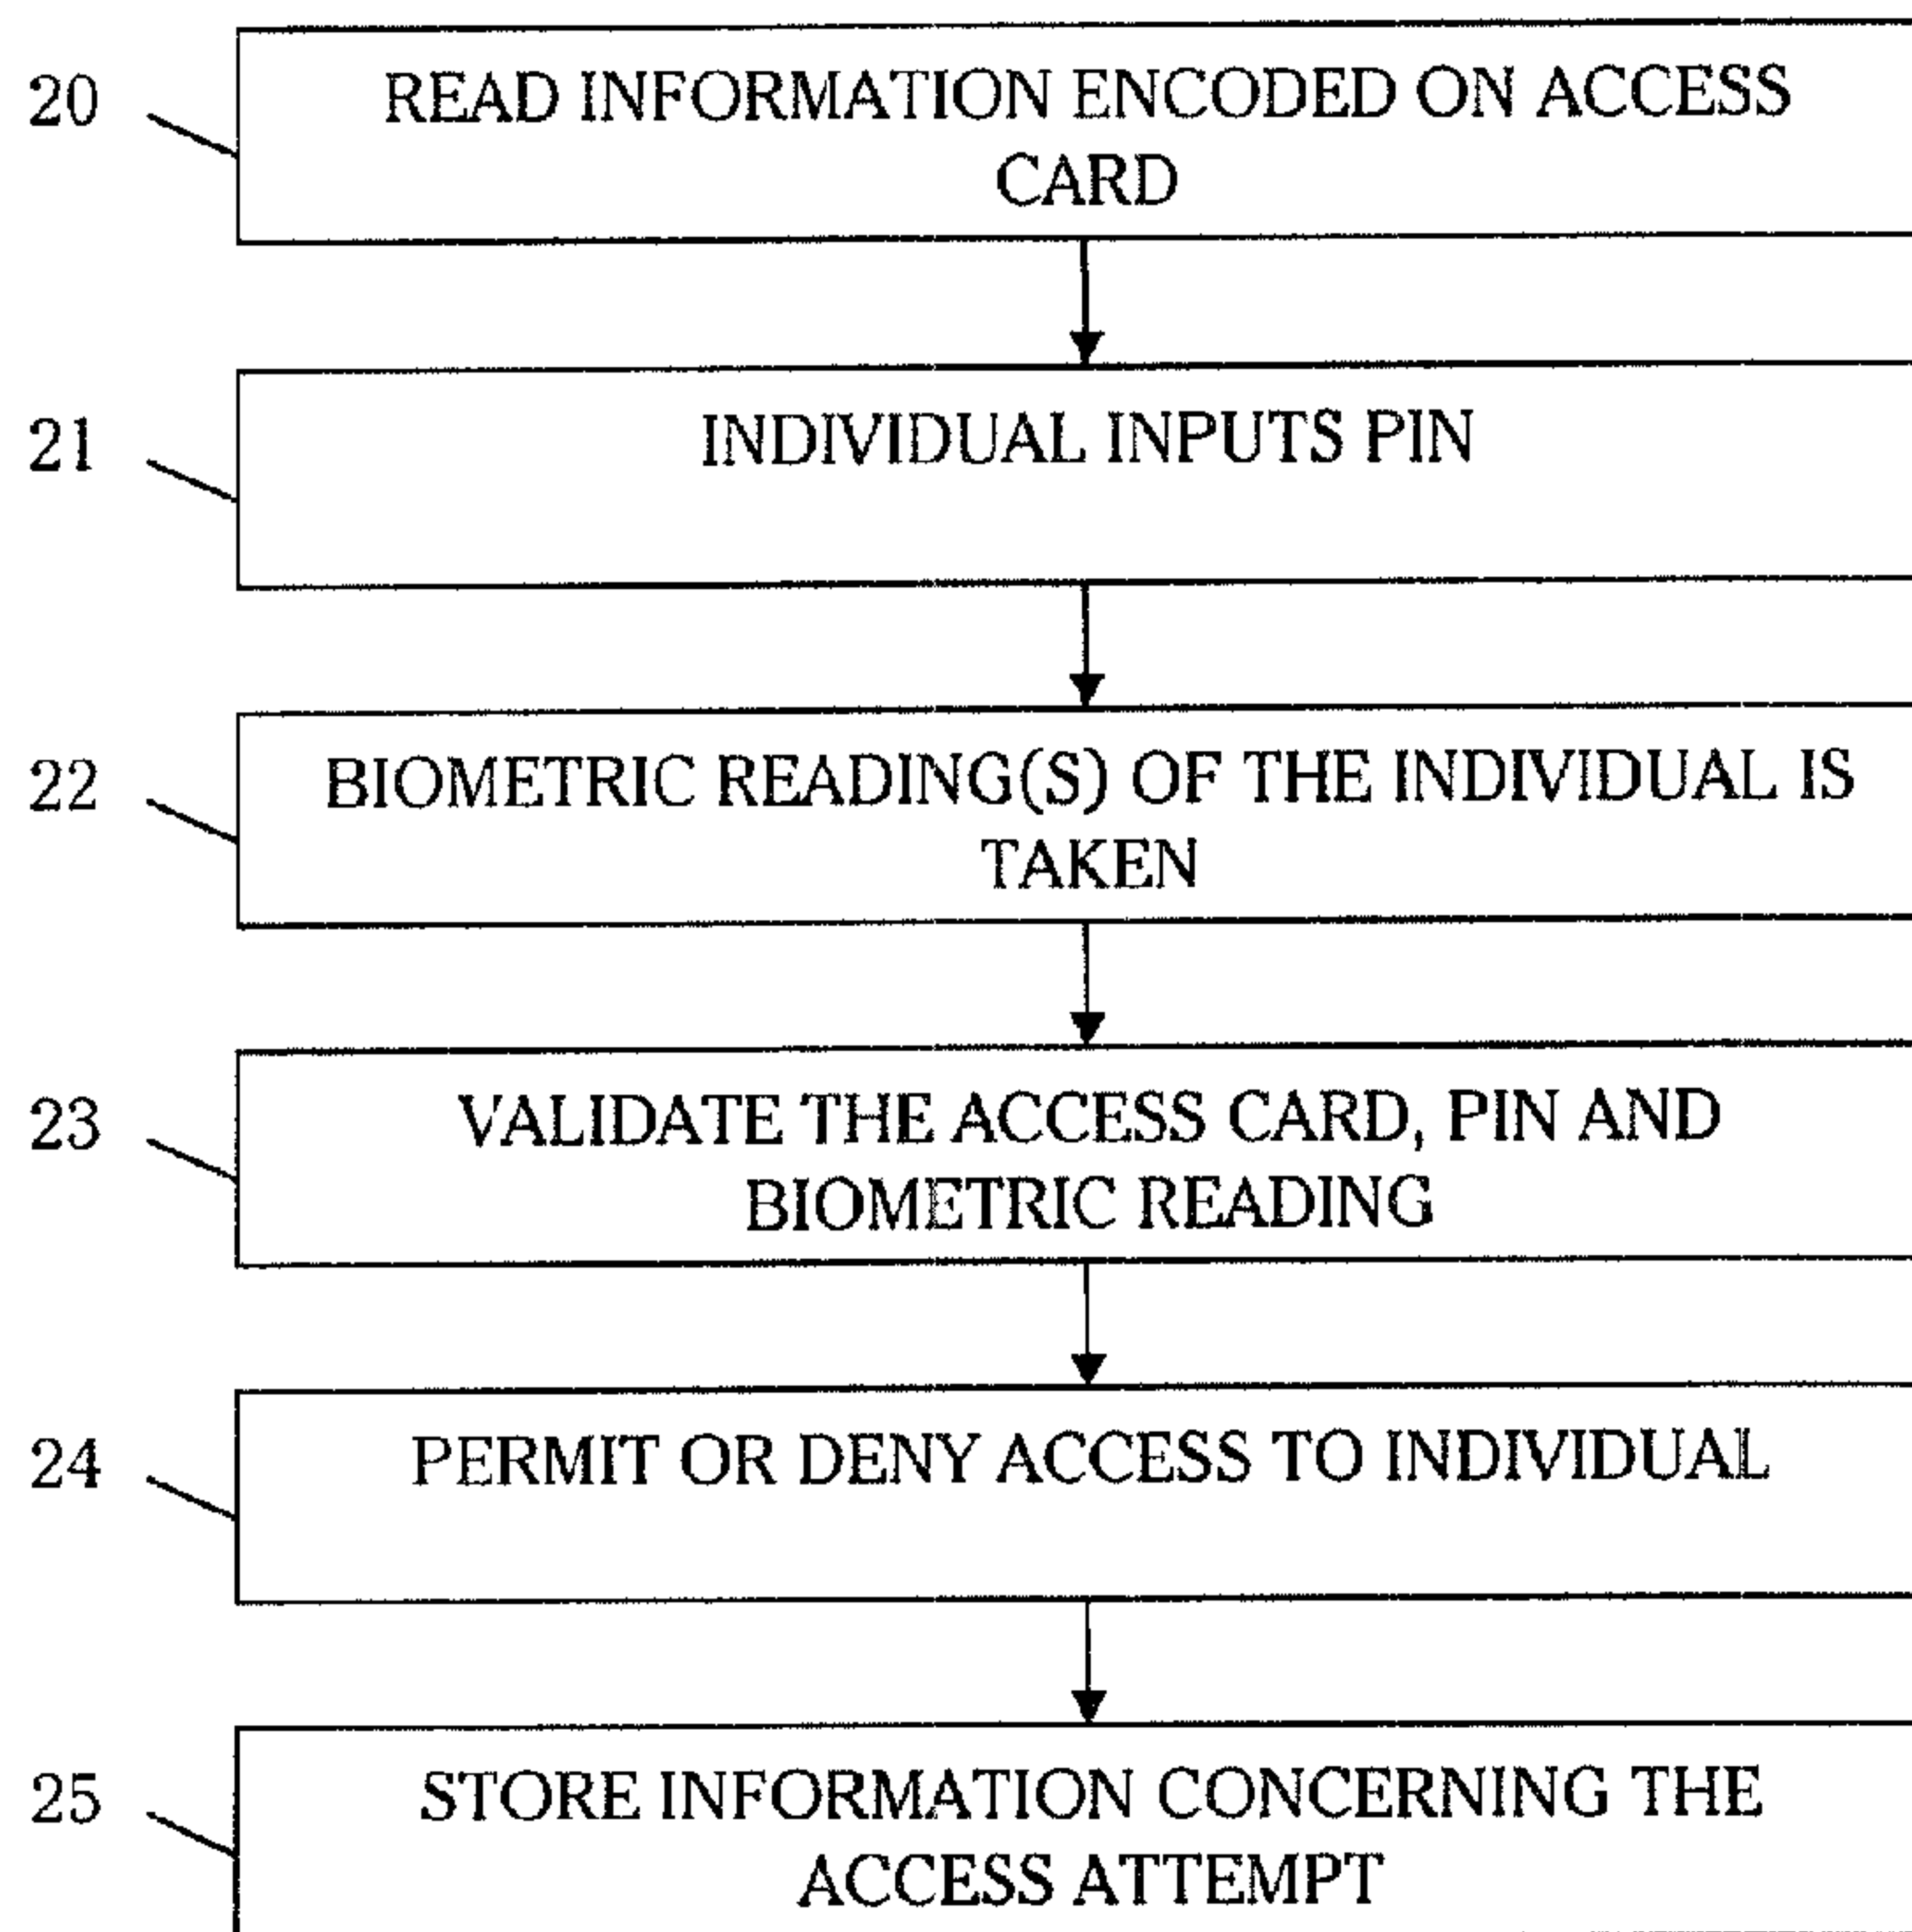 20
READ INFORMATION ENCODED ON ACCESS
CARD
21
INDIVIDUAL INPUTS PIN
22
BIOMETRIC READING(S) OF THE INDIVIDUAL IS
TAKEN
23
VALIDATE THE ACCESS CARD, PIN AND
BIOMETRIC READING
24
PERMIT OR DENY ACCESS TO INDIVIDUAL
25
STORE INFORMATION CONCERNING THE
ACCESS ATTEMPT